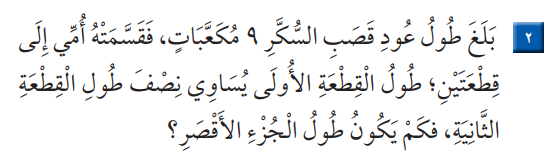 ٢ بَلَغَ طُولُ عُودِ قَصَبِ السُّكَّرِ ٩ مُكَعَّبَاتٍ، فَقَسَّمَتْهُ أُمِّي إِلَى
قِطْعَتَيْنِ؛ طُولُ الْقِطْعَةِ الْأُولَى يُسَاوِي نِصْفَ طُولِ الْقِطْعَةِ
الثَّانِيَةِ، فَكَمْ يَكُونُ طُولُ الْجُزْءِ الْأَقْصَرِ؟